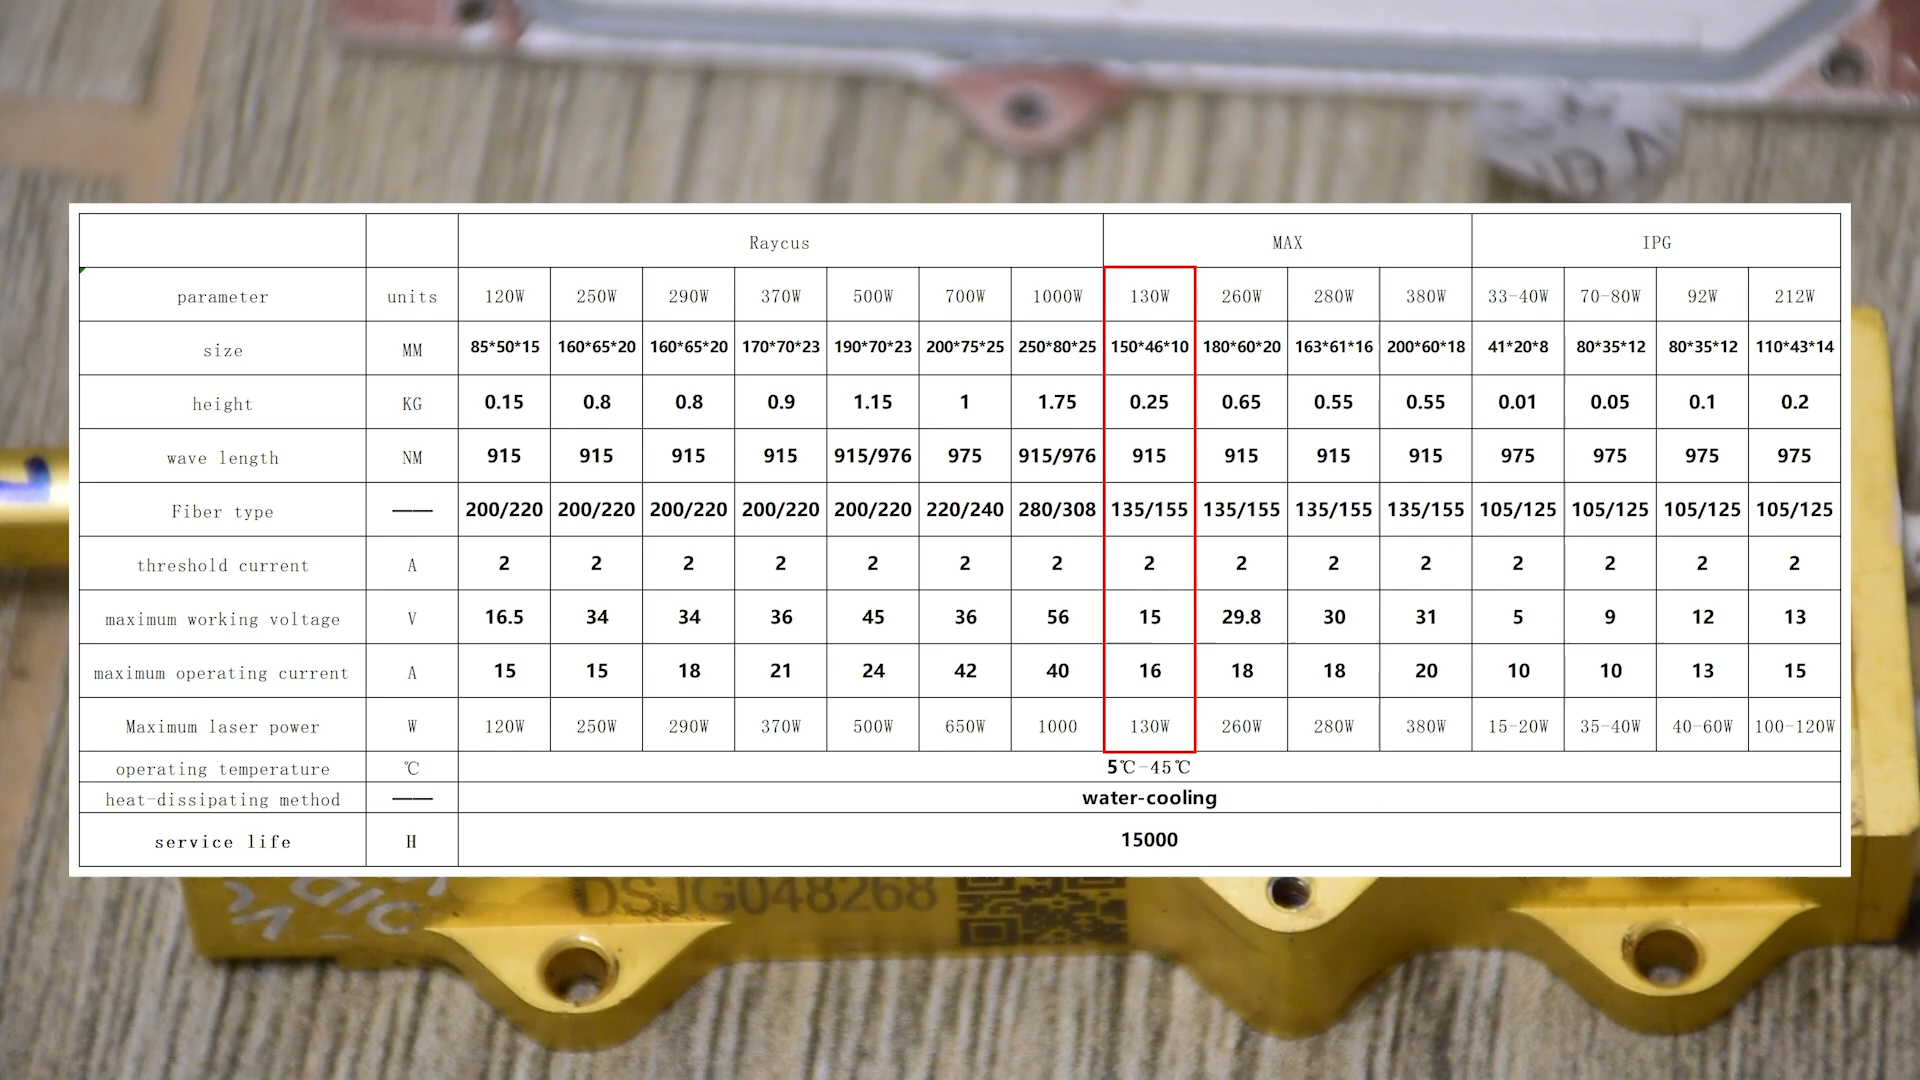 Raycus MAX IPG
parameter units 120W 250W 290W 370W 500W 700W 1000W 130W 260W 280W 380W 33-40W 70-80W 92W 212W
size MM 85*50*15 160*65*20 160*65*20 170*70*23 190*70*23 200*75*25 250*80*25 150*46*10 180*60*20 163*61*16 200*60*18 41*20*8 80*35*12 80*35*12 110*43*14
height KG 0.15 0.8 0.8 0.9 1.15 1 1.75 0.25 0.65 0.55 0.55 0.01 0.05 0.1 0.2
wave length NM 915 915 915 915 915/976 975 915/976 915 915 915 915 975 975 975 975
Fiber type —— 200/220 200/220 200/220 200/220 200/220 220/240 280/308 135/155 135/155 135/155 135/155 105/125 105/125 105/125 105/125
threshold current A 2 2 2 2 2 2 2 2 2 2 2 2 2 2 2
maximum working voltage V 16.5 34 34 36 45 36 56 15 29.8 30 31 5 9 12 13
maximum operating current A 15 15 18 21 24 42 40 16 18 18 20 10 10 13 15
Maximum laser power W 120W 250W 290W 370W 500W 650W 1000 130W 260W 280W 380W 15-20W 35-40W 40-60W 100-120W
operating temperature ℃ 5℃-45℃
heat-dissipating method —— water-cooling
service life H 15000
DSJG048268